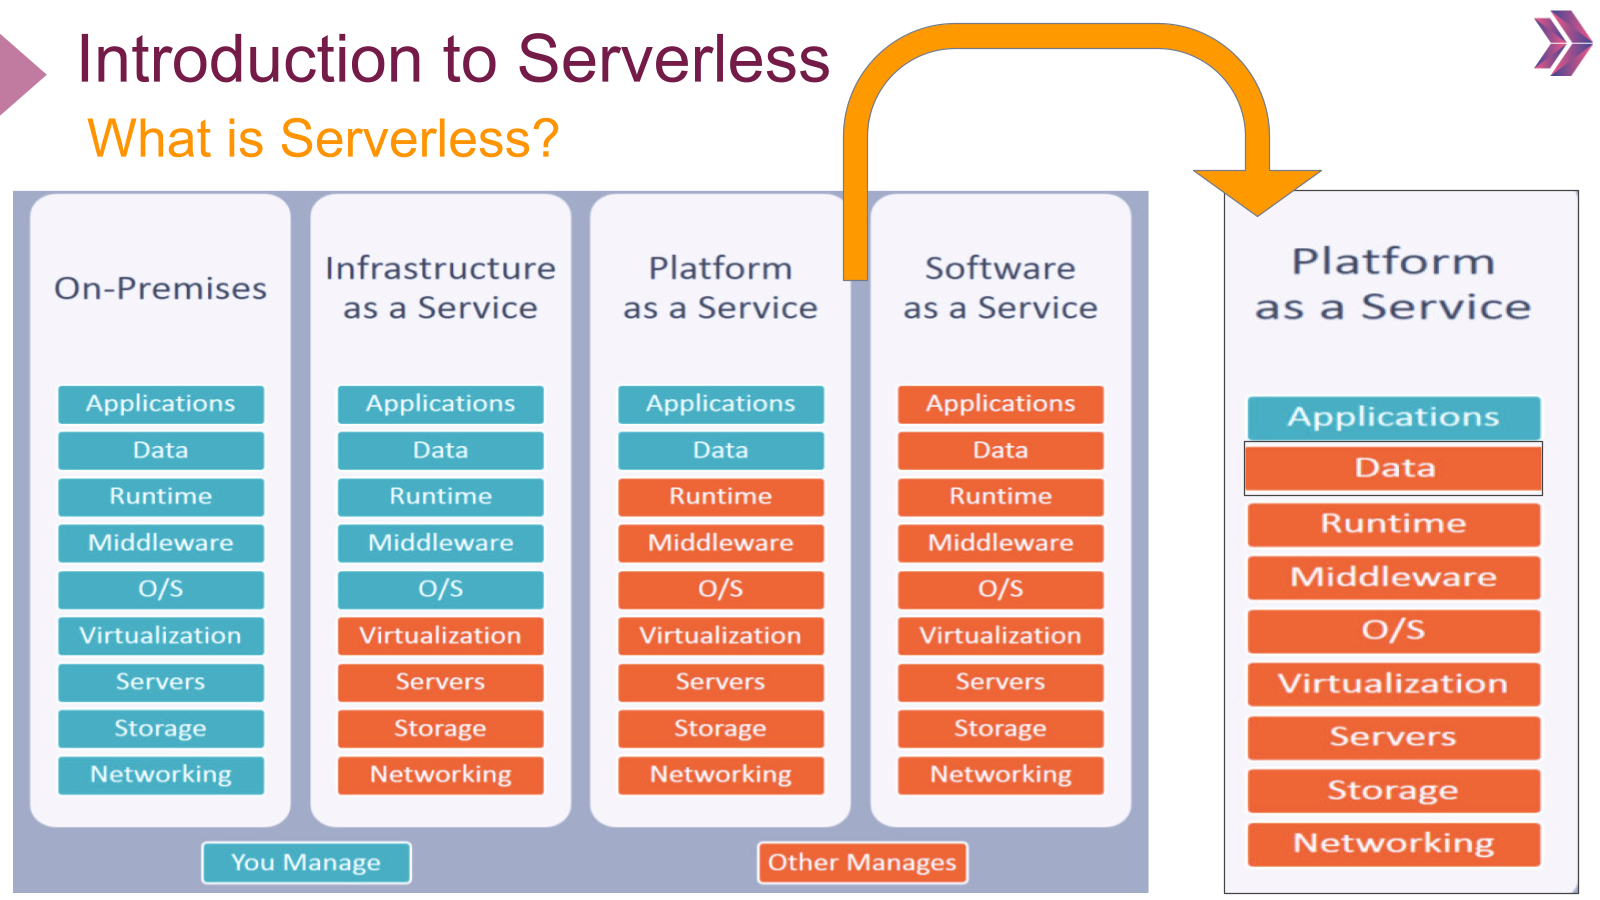 Introduction to Serverless
What is Serverless?
On-Premises
Applications
Data
Runtime
Middleware
O/S
Virtualization
Servers
Storage
Networking
Infrastructure
as a Service
Applications
Data
Runtime
Middleware
O/S
Virtualization
Servers
Storage
Networking
Platform
as a Service
Applications
Data
Runtime
Middleware
O/S
Virtualization
Servers
Storage
Networking
Software
as a Service
Applications
Data
Runtime
Middleware
O/S
Virtualization
Servers
Storage
Networking
You Manage
Other Manages
Platform
as a Service
Applications
Data
Runtime
Middleware
O/S
Virtualization
Servers
Storage
Networking